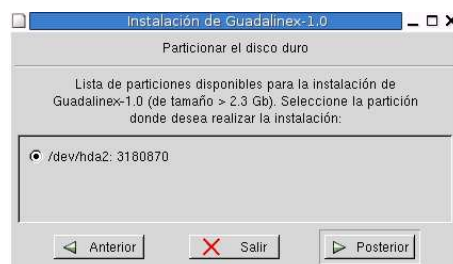 Instalación de Guadalinex-1.0
Particionar el disco duro
Lista de particiones disponibles para la instalación de
Guadalinex-1.0 (de tamaño > 2.3 Gb). Seleccione la partición
donde desea realizar la instalación:
/dev/hda2: 3180870
Anterior
Salir
Posterior